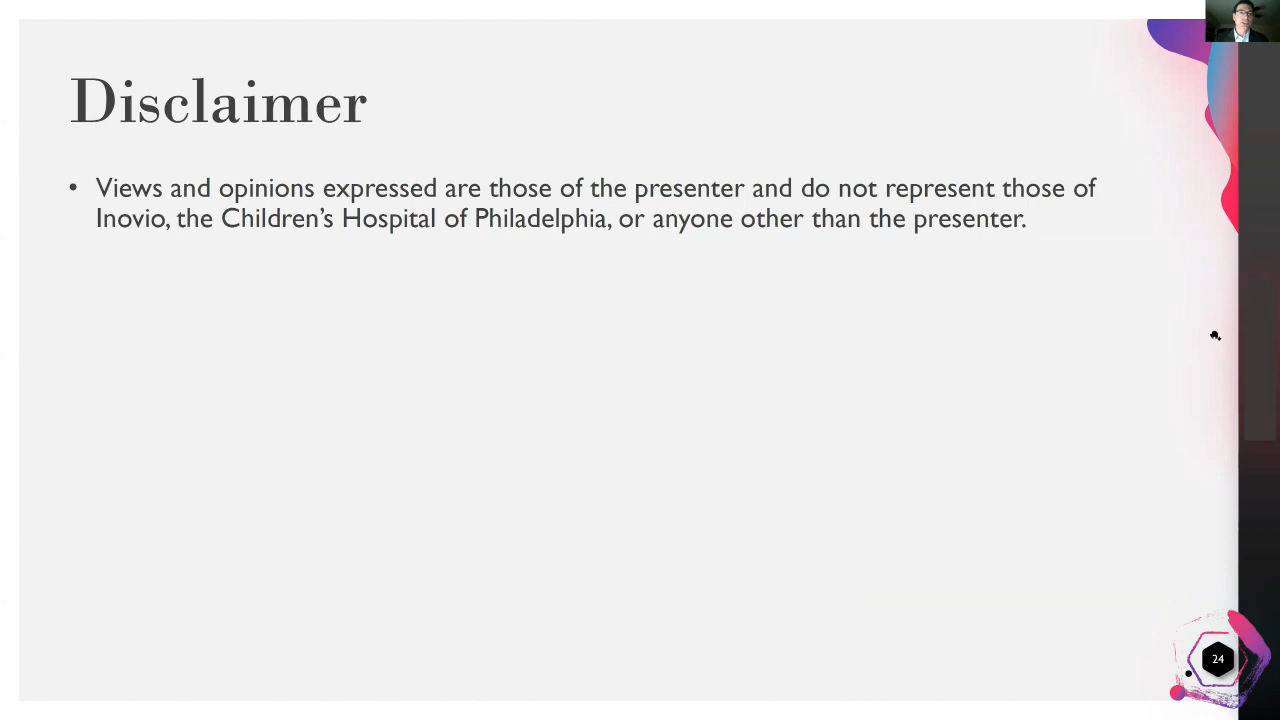 Disclaimer
• Views and opinions expressed are those of the presenter and do not represent those of
Inovio, the Children’s Hospital of Philadelphia, or anyone other than the presenter.
24